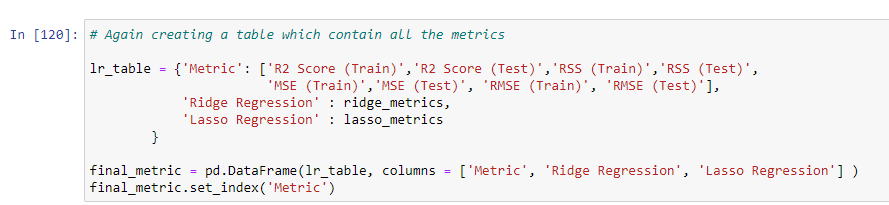 In [120]: # Again creating a table which contain all the metrics
lr_table = {'Metric': ['R2 Score (Train)','R2 Score (Test)','RSS (Train)','RSS (Test)',
'MSE (Train)','MSE (Test)', 'RMSE (Train)', 'RMSE (Test)'],
'Ridge Regression' : ridge_metrics,
'Lasso Regression' : lasso_metrics
}
final_metric = pd.DataFrame(lr_table, columns = ['Metric', 'Ridge Regression', 'Lasso Regression'] )
final_metric.set_index('Metric')